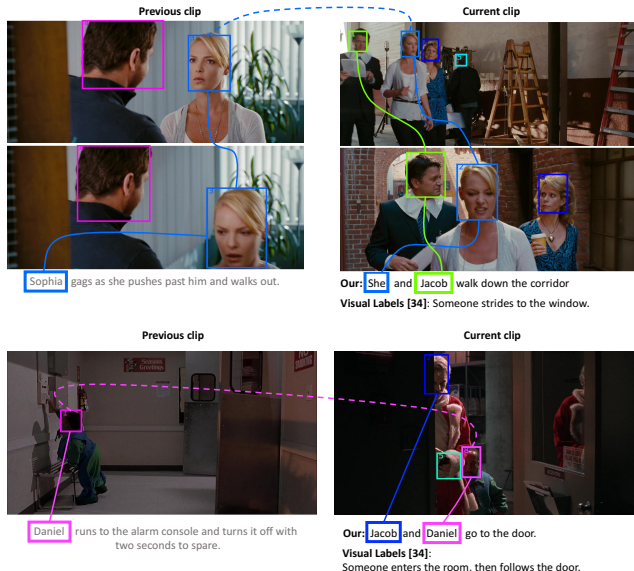 Previous clip
Current clip
Sophia gags as she pushes past him and walks out.
Our: She and Jacob walk down the corridor
Visual Labels [34]: Someone strides to the window.
Previous clip
Current clip
Seasons
Greetings
Daniel runs to the alarm console and turns it off with
two seconds to spare.
Our: Jacob and Daniel go to the door.
Visual Labels [34]:
Someone enters the room, then follows the door.